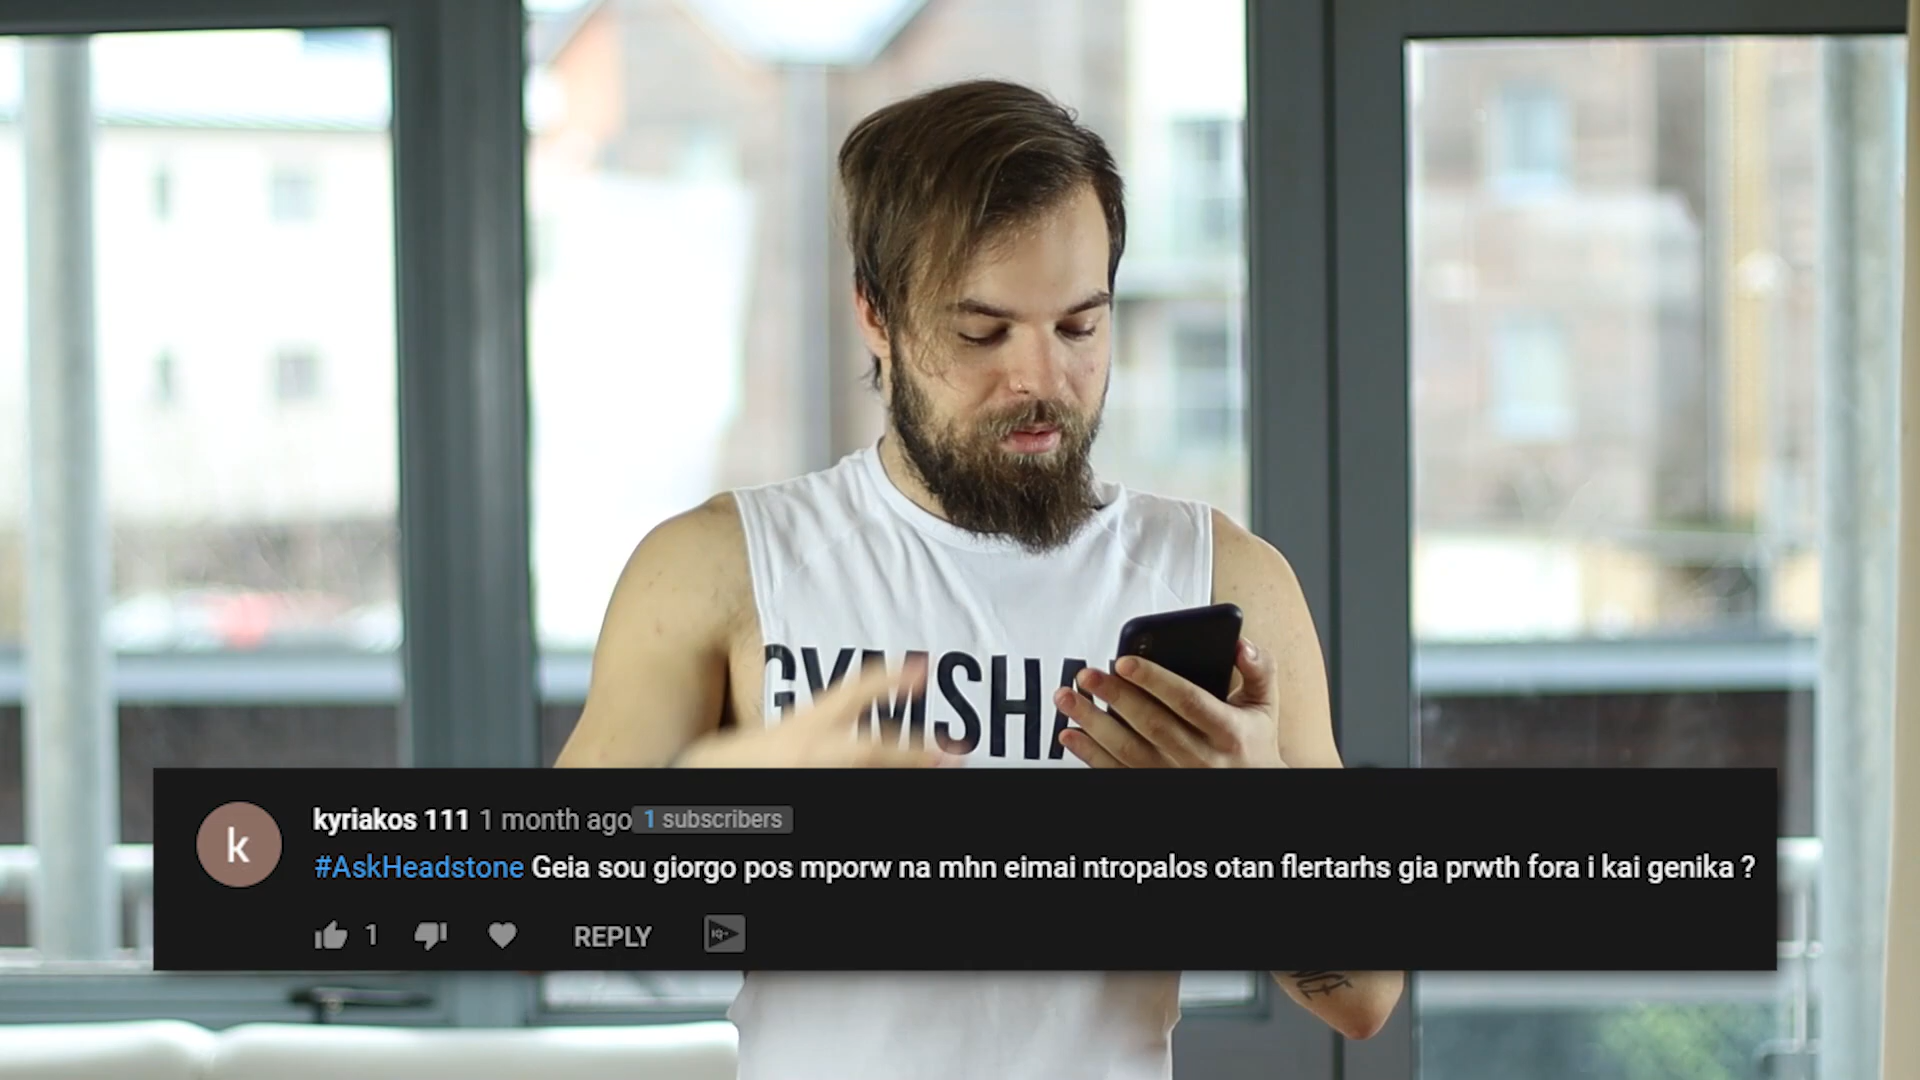 GYMSHA
kyriakos 111 1 month ago 1 subscribers
k
#AskHeadstone Geia sou giorgo pos mporw na mhn eimai ntropalos otan flertarhs gia prwth fora i kai genika ?
1 REPLY